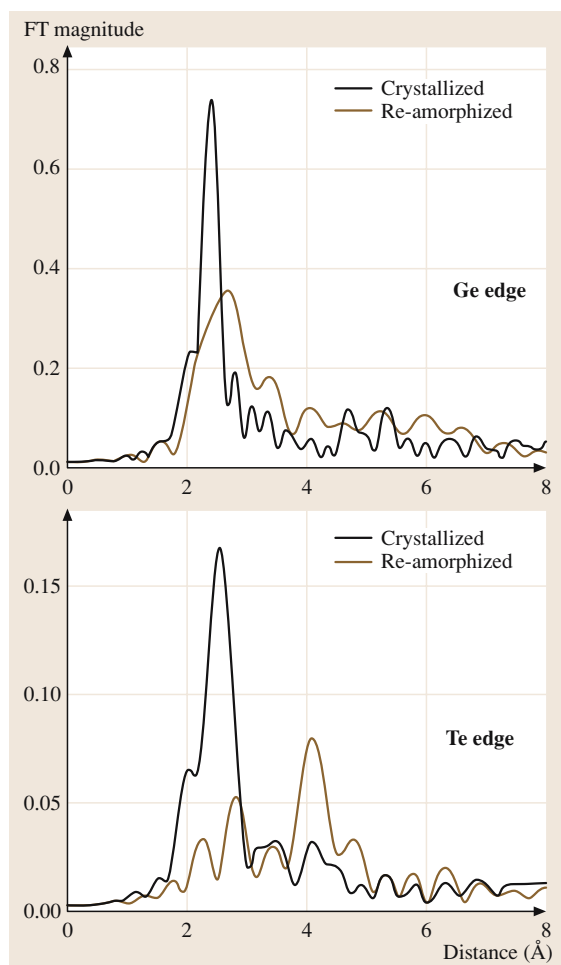 FT magnitude
0.8
Crystallized
Re-amorphized
0.6
0.4
Ge edge
0.2
0.0
0 2 4 6 8
Crystallized
Re-amorphized
0.15
0.10
Te edge
0.05
0.00
0 2 4 6 8
Distance (Å)